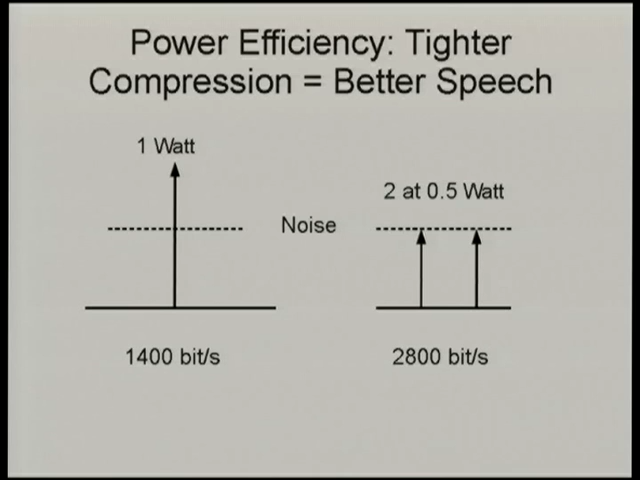 Power Efficiency: Tighter
Compression = Better Speech
1 Watt
2 at 0.5 Watt
Noise
1400 bit/s
2800 bit/s